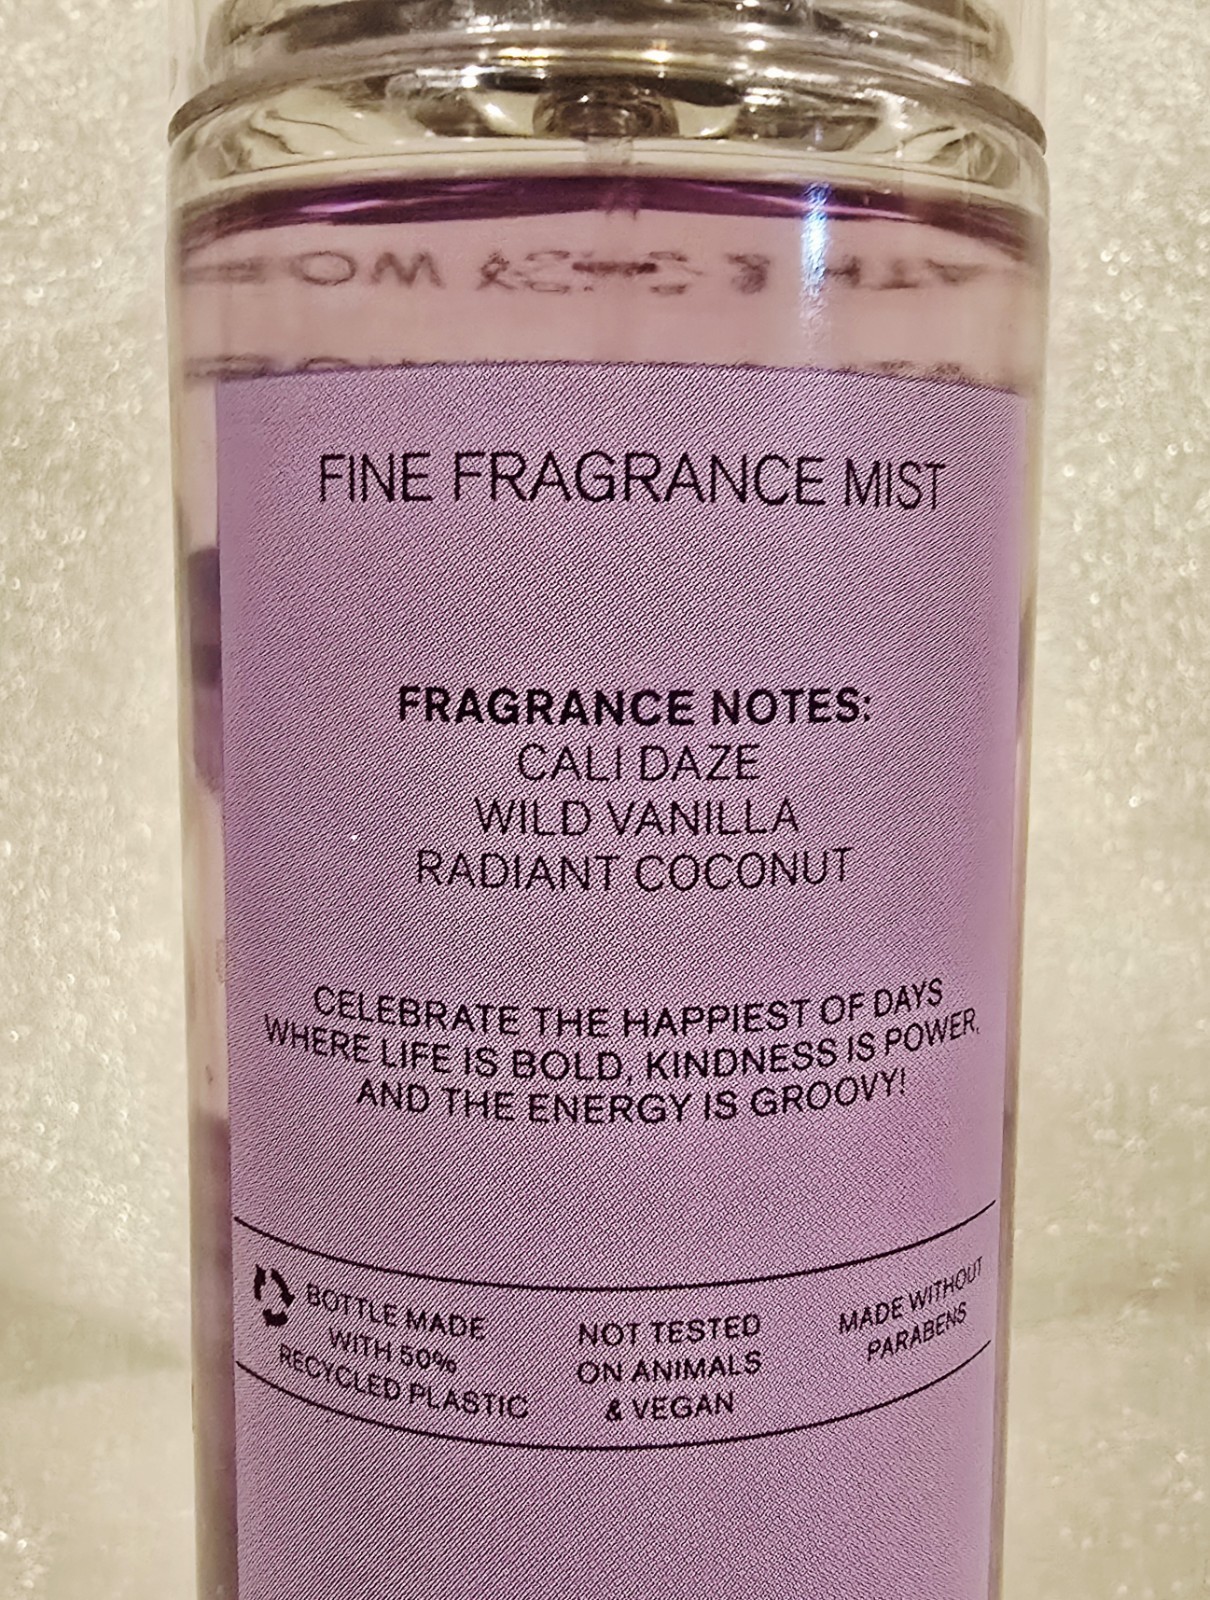 FINE FRAGRANCE MIST
FRAGRANCE NOTES:
CALI DAZE
WILD VANILLA
RADIANT COCONUT
CELEBRATE THE HAPPIEST OF DAYS
WHERE LIFE IS BOLD, KINDNESS IS POWER,
AND THE ENERGY IS GROOVY!
BOTTLE MADE
WITH 50%
RECYCLED PLASTIC
NOT TESTED
ON ANIMALS
& VEGAN
MADE WITHOUT
PARABENS